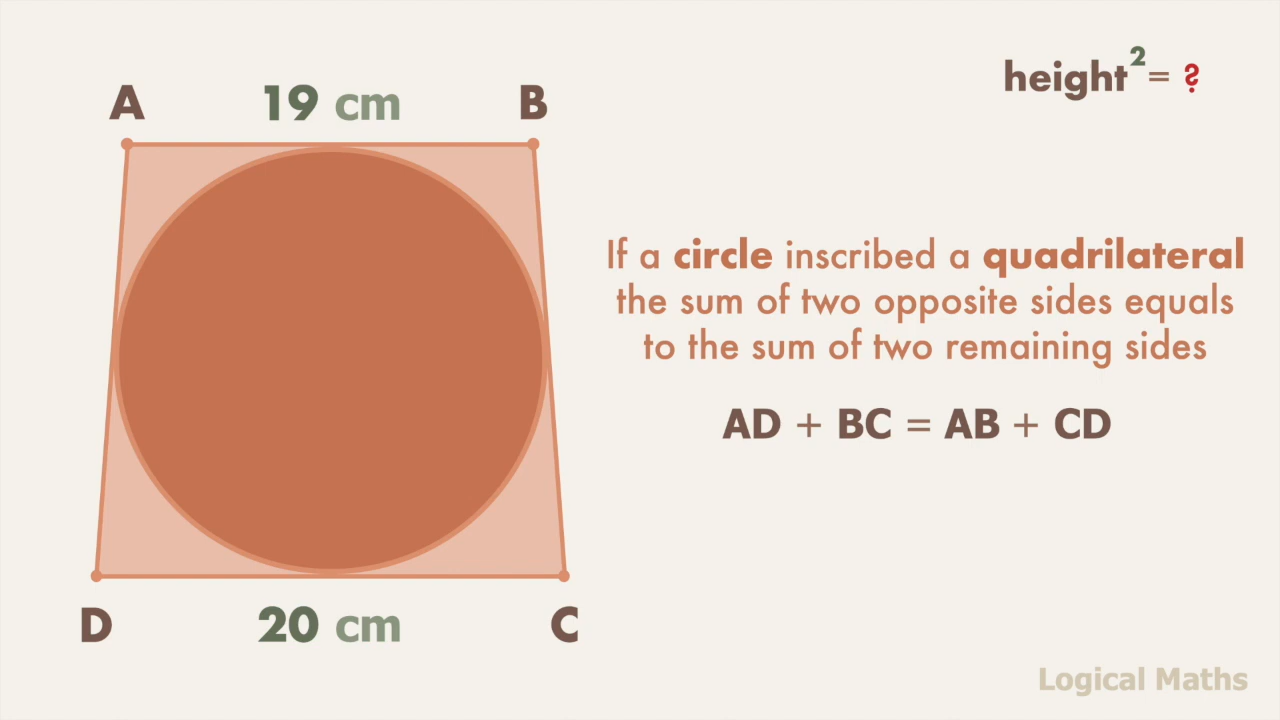 height² = ?
A 19 cm B
If a circle inscribed a quadrilateral
the sum of two opposite sides equals
to the sum of two remaining sides
AD + BC = AB + CD
D 20 cm C
Logical Maths